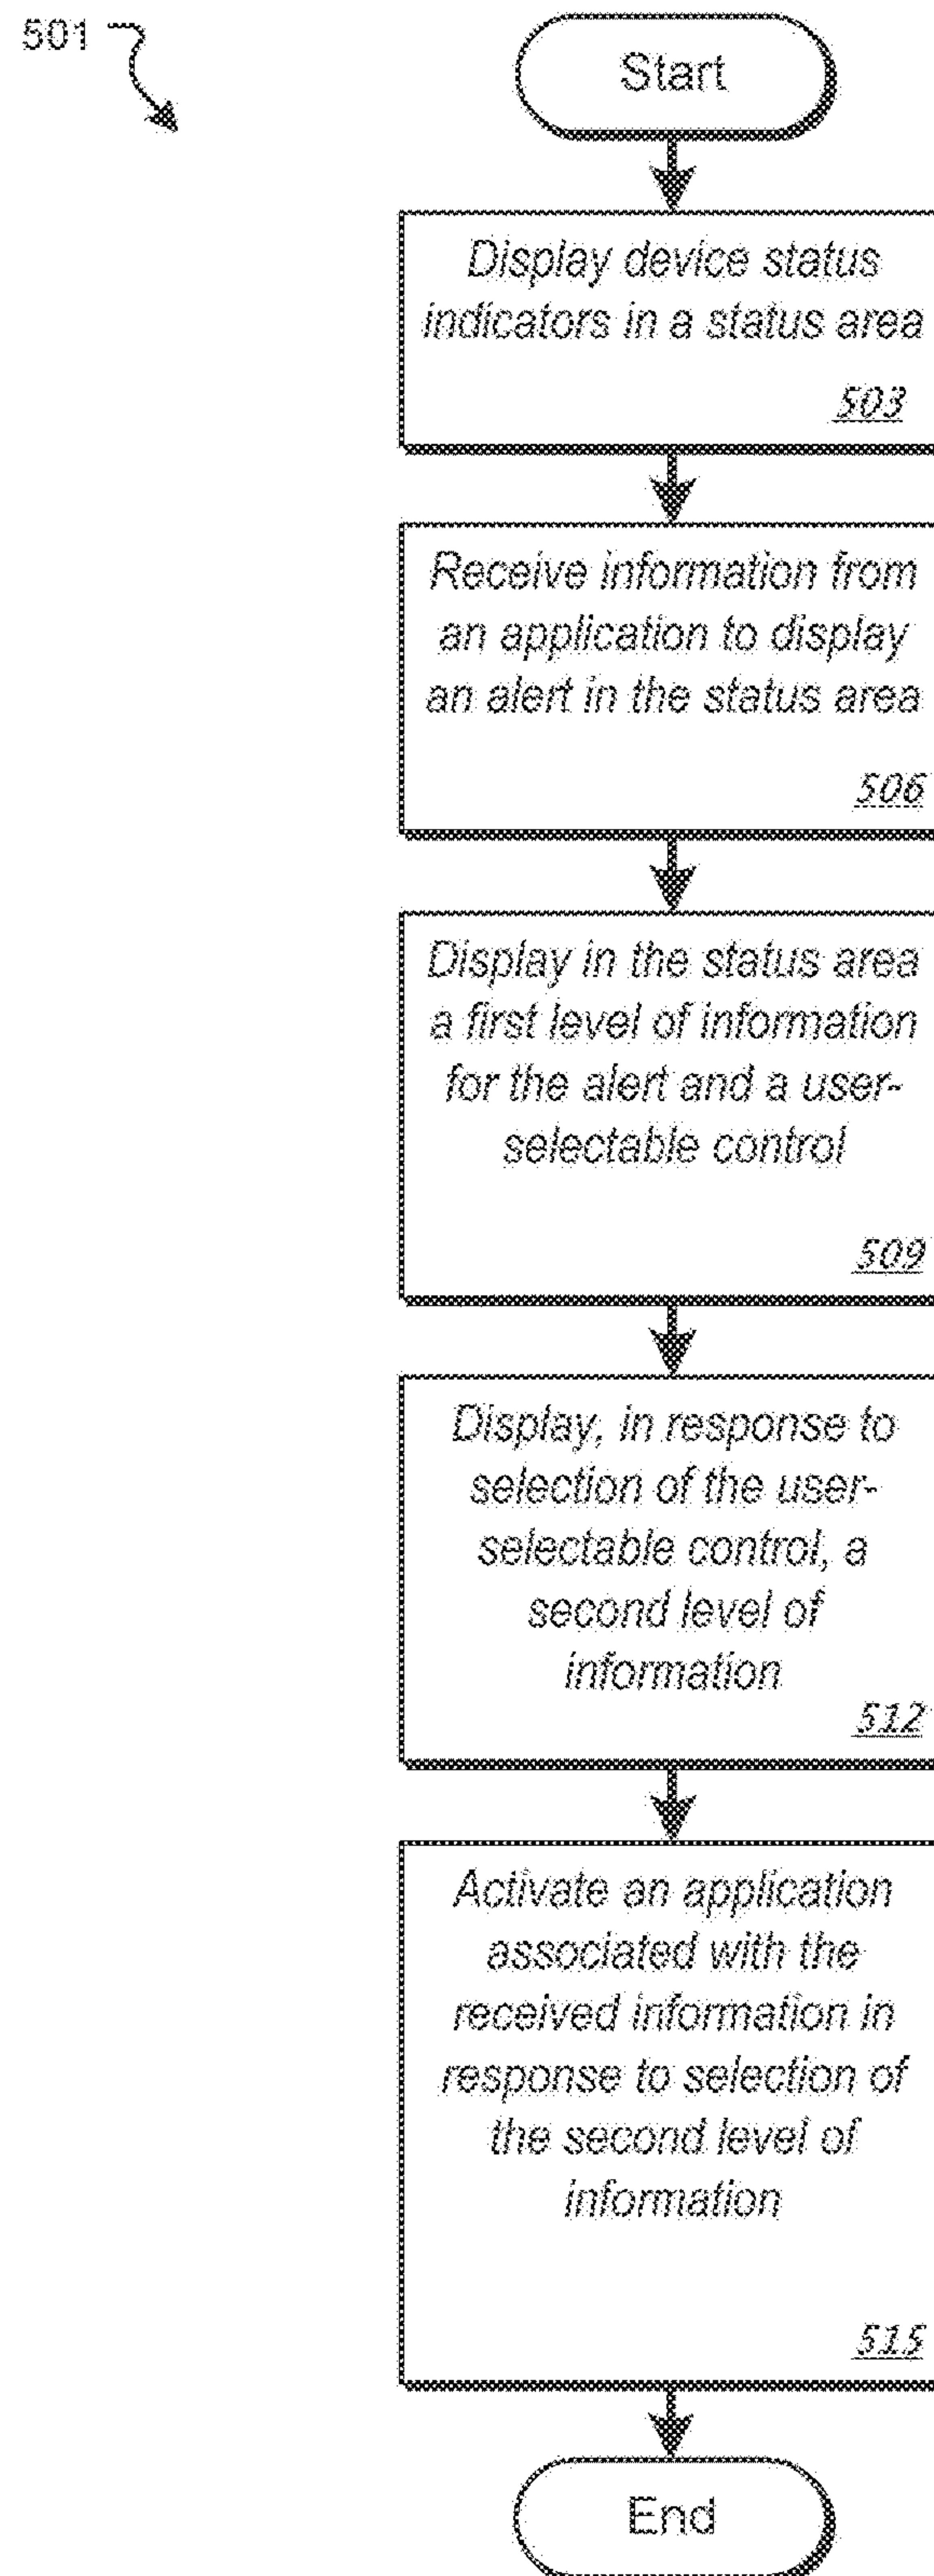 501
Start
Display device status
indicators in a status area
503
Receive information from
an application to display
an alert in the status area
506
Display in the status area
a first level of information
for the alert and a user-
selectable control
509
Display, in response to
selection of the user-
selectable control, a
second level of
information
512
Activate an application
associated with the
received information in
response to selection of
the second level of
information
515
End